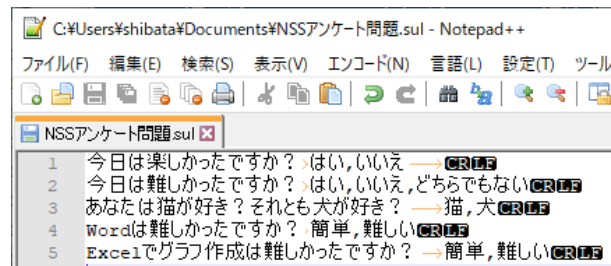 C:¥Users¥shibata¥Documents¥NSSアンケート問題.sul - Notepad++
ファイル(F) 編集(E) 検索(S) 表示(V) エンコード(N) 言語(L) 設定(T) ツール
NSSアンケート問題.sul
1 今日は楽しかったですか？ はい,いいえ CRLF
2 今日は難しかったですか？ はい,いいえ,どちらでもない CRLF
3 あなたは猫が好き？それとも犬が好き？ 猫,犬 CRLF
4 Wordは難しかったですか？ 簡単,難しい CRLF
5 Excelでグラフ作成は難しかったですか？ 簡単,難しい CRLF